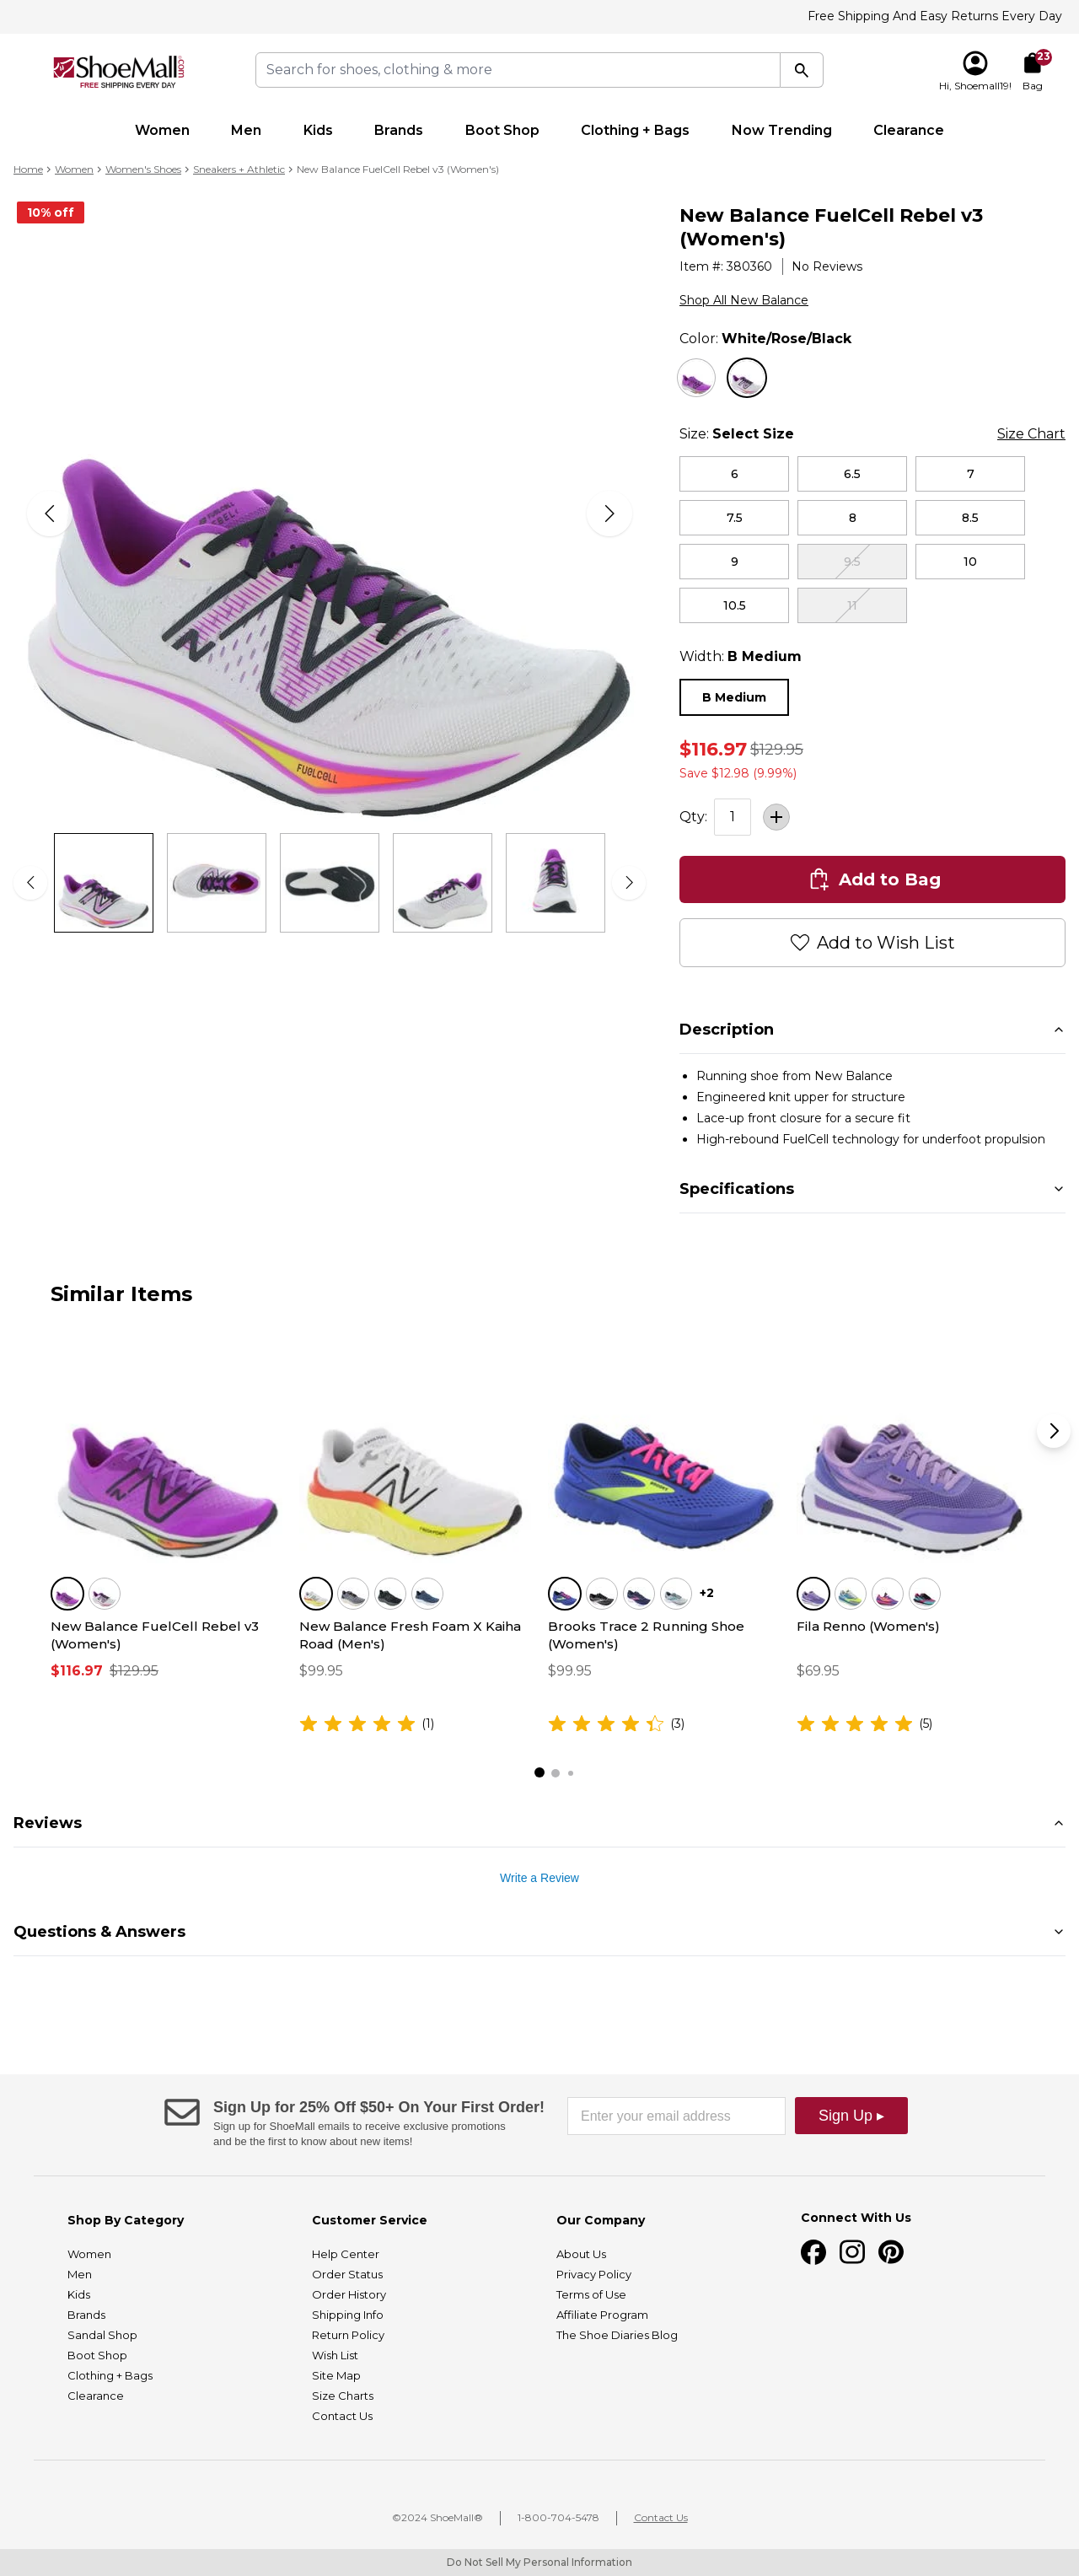 Free Shipping And Easy Returns Every Day
ShoeMall.com
FREE SHIPPING EVERY DAY
Search for shoes, clothing & more
23
Hi, Shoemall19!
Bag
Women Men Kids Brands Boot Shop Clothing + Bags Now Trending Clearance
Home > Women > Women's Shoes > Sneakers + Athletic > New Balance FuelCell Rebel v3 (Women's)
10% off
New Balance FuelCell Rebel v3
(Women's)
Item #: 380360 | No Reviews
Shop All New Balance
Color: White/Rose/Black
Size: Select Size
Size Chart
6 6.5 7
7.5 8 8.5
9 9.5 10
10.5 11
Width: B Medium
B Medium
$116.97 $129.95
Save $12.98 (9.99%)
Qty: 1 +
Add to Bag
Add to Wish List
FUELCELL
REBEL
FUELCELL
Description
• Running shoe from New Balance
• Engineered knit upper for structure
• Lace-up front closure for a secure fit
• High-rebound FuelCell technology for underfoot propulsion
Specifications
Similar Items
New Balance FuelCell Rebel v3
(Women's)
$116.97 $129.95
New Balance Fresh Foam X Kaiha
Road (Men's)
$99.95
(1)
+2
Brooks Trace 2 Running Shoe
(Women's)
$99.95
(3)
Fila Renno (Women's)
$69.95
(5)
Reviews
Write a Review
Questions & Answers
Sign Up for 25% Off $50+ On Your First Order!
Sign up for ShoeMall emails to receive exclusive promotions
and be the first to know about new items!
Enter your email address
Sign Up ▸
Shop By Category
Women
Men
Kids
Brands
Sandal Shop
Boot Shop
Clothing + Bags
Clearance
Customer Service
Help Center
Order Status
Order History
Shipping Info
Return Policy
Wish List
Site Map
Size Charts
Contact Us
Our Company
About Us
Privacy Policy
Terms of Use
Affiliate Program
The Shoe Diaries Blog
Connect With Us
©2024 ShoeMall® | 1-800-704-5478 | Contact Us
Do Not Sell My Personal Information